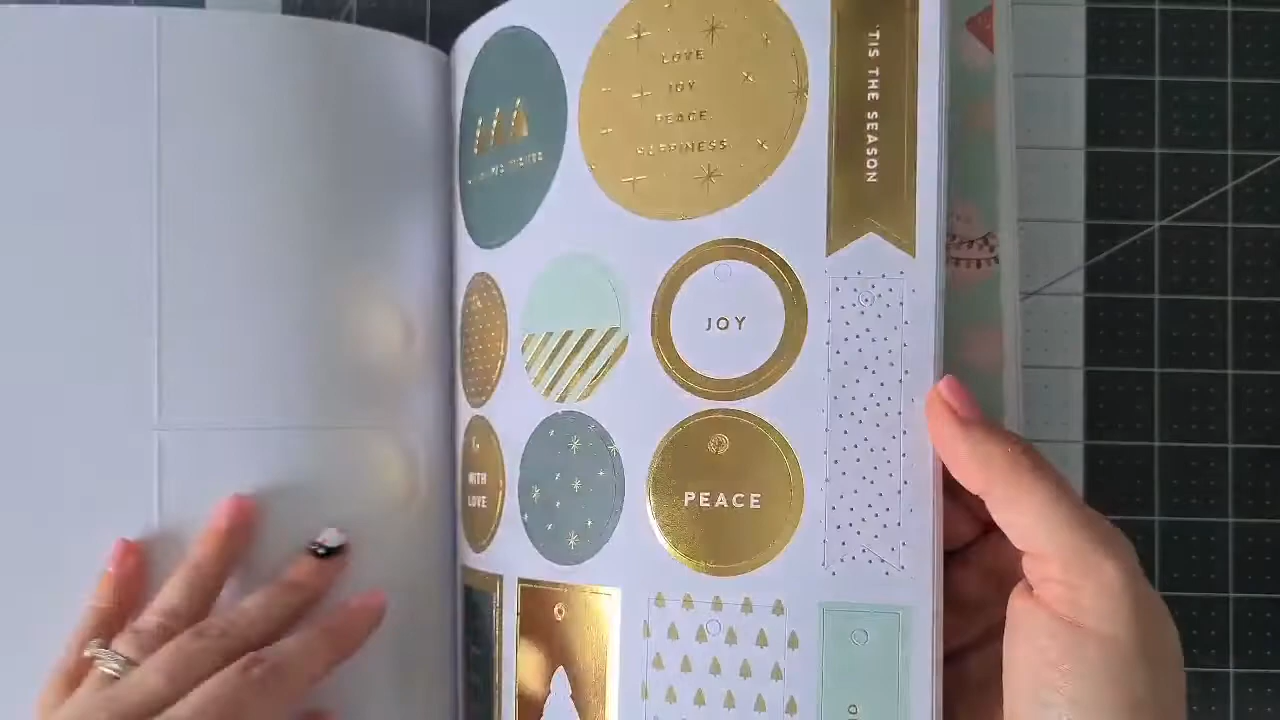 LOVE
JOY
PEACE
HAPPINESS
'TIS THE SEASON
JOY
WITH
LOVE
PEACE